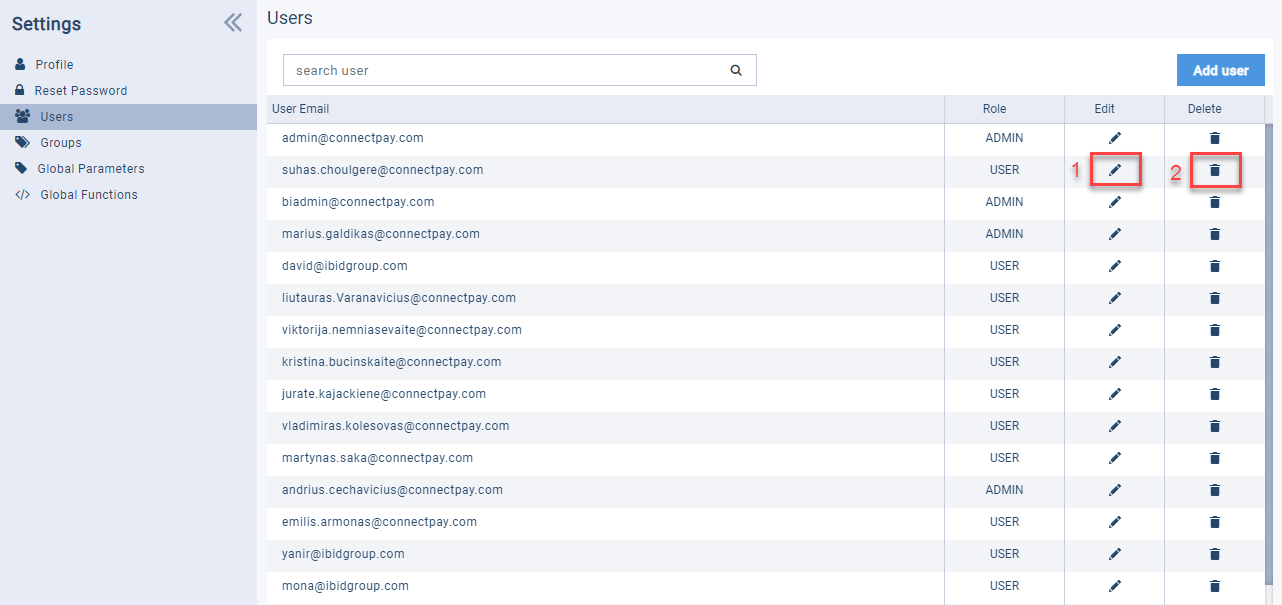 Settings
Profile
Reset Password
Users
Groups
Global Parameters
Global Functions
Users
search user
Add user
User Email Role Edit Delete
admin@connectpay.com ADMIN
suhas.choulgere@connectpay.com USER 1 2
biadmin@connectpay.com ADMIN
marius.galdikas@connectpay.com ADMIN
david@ibidgroup.com USER
liutauras.Varanavicius@connectpay.com USER
viktorija.nemniasevaite@connectpay.com USER
kristina.bucinskaite@connectpay.com USER
jurate.kajackiene@connectpay.com USER
vladimiras.kolesovas@connectpay.com USER
martynas.saka@connectpay.com USER
andrius.cechavicius@connectpay.com ADMIN
emilis.armonas@connectpay.com USER
yanir@ibidgroup.com USER
mona@ibidgroup.com USER